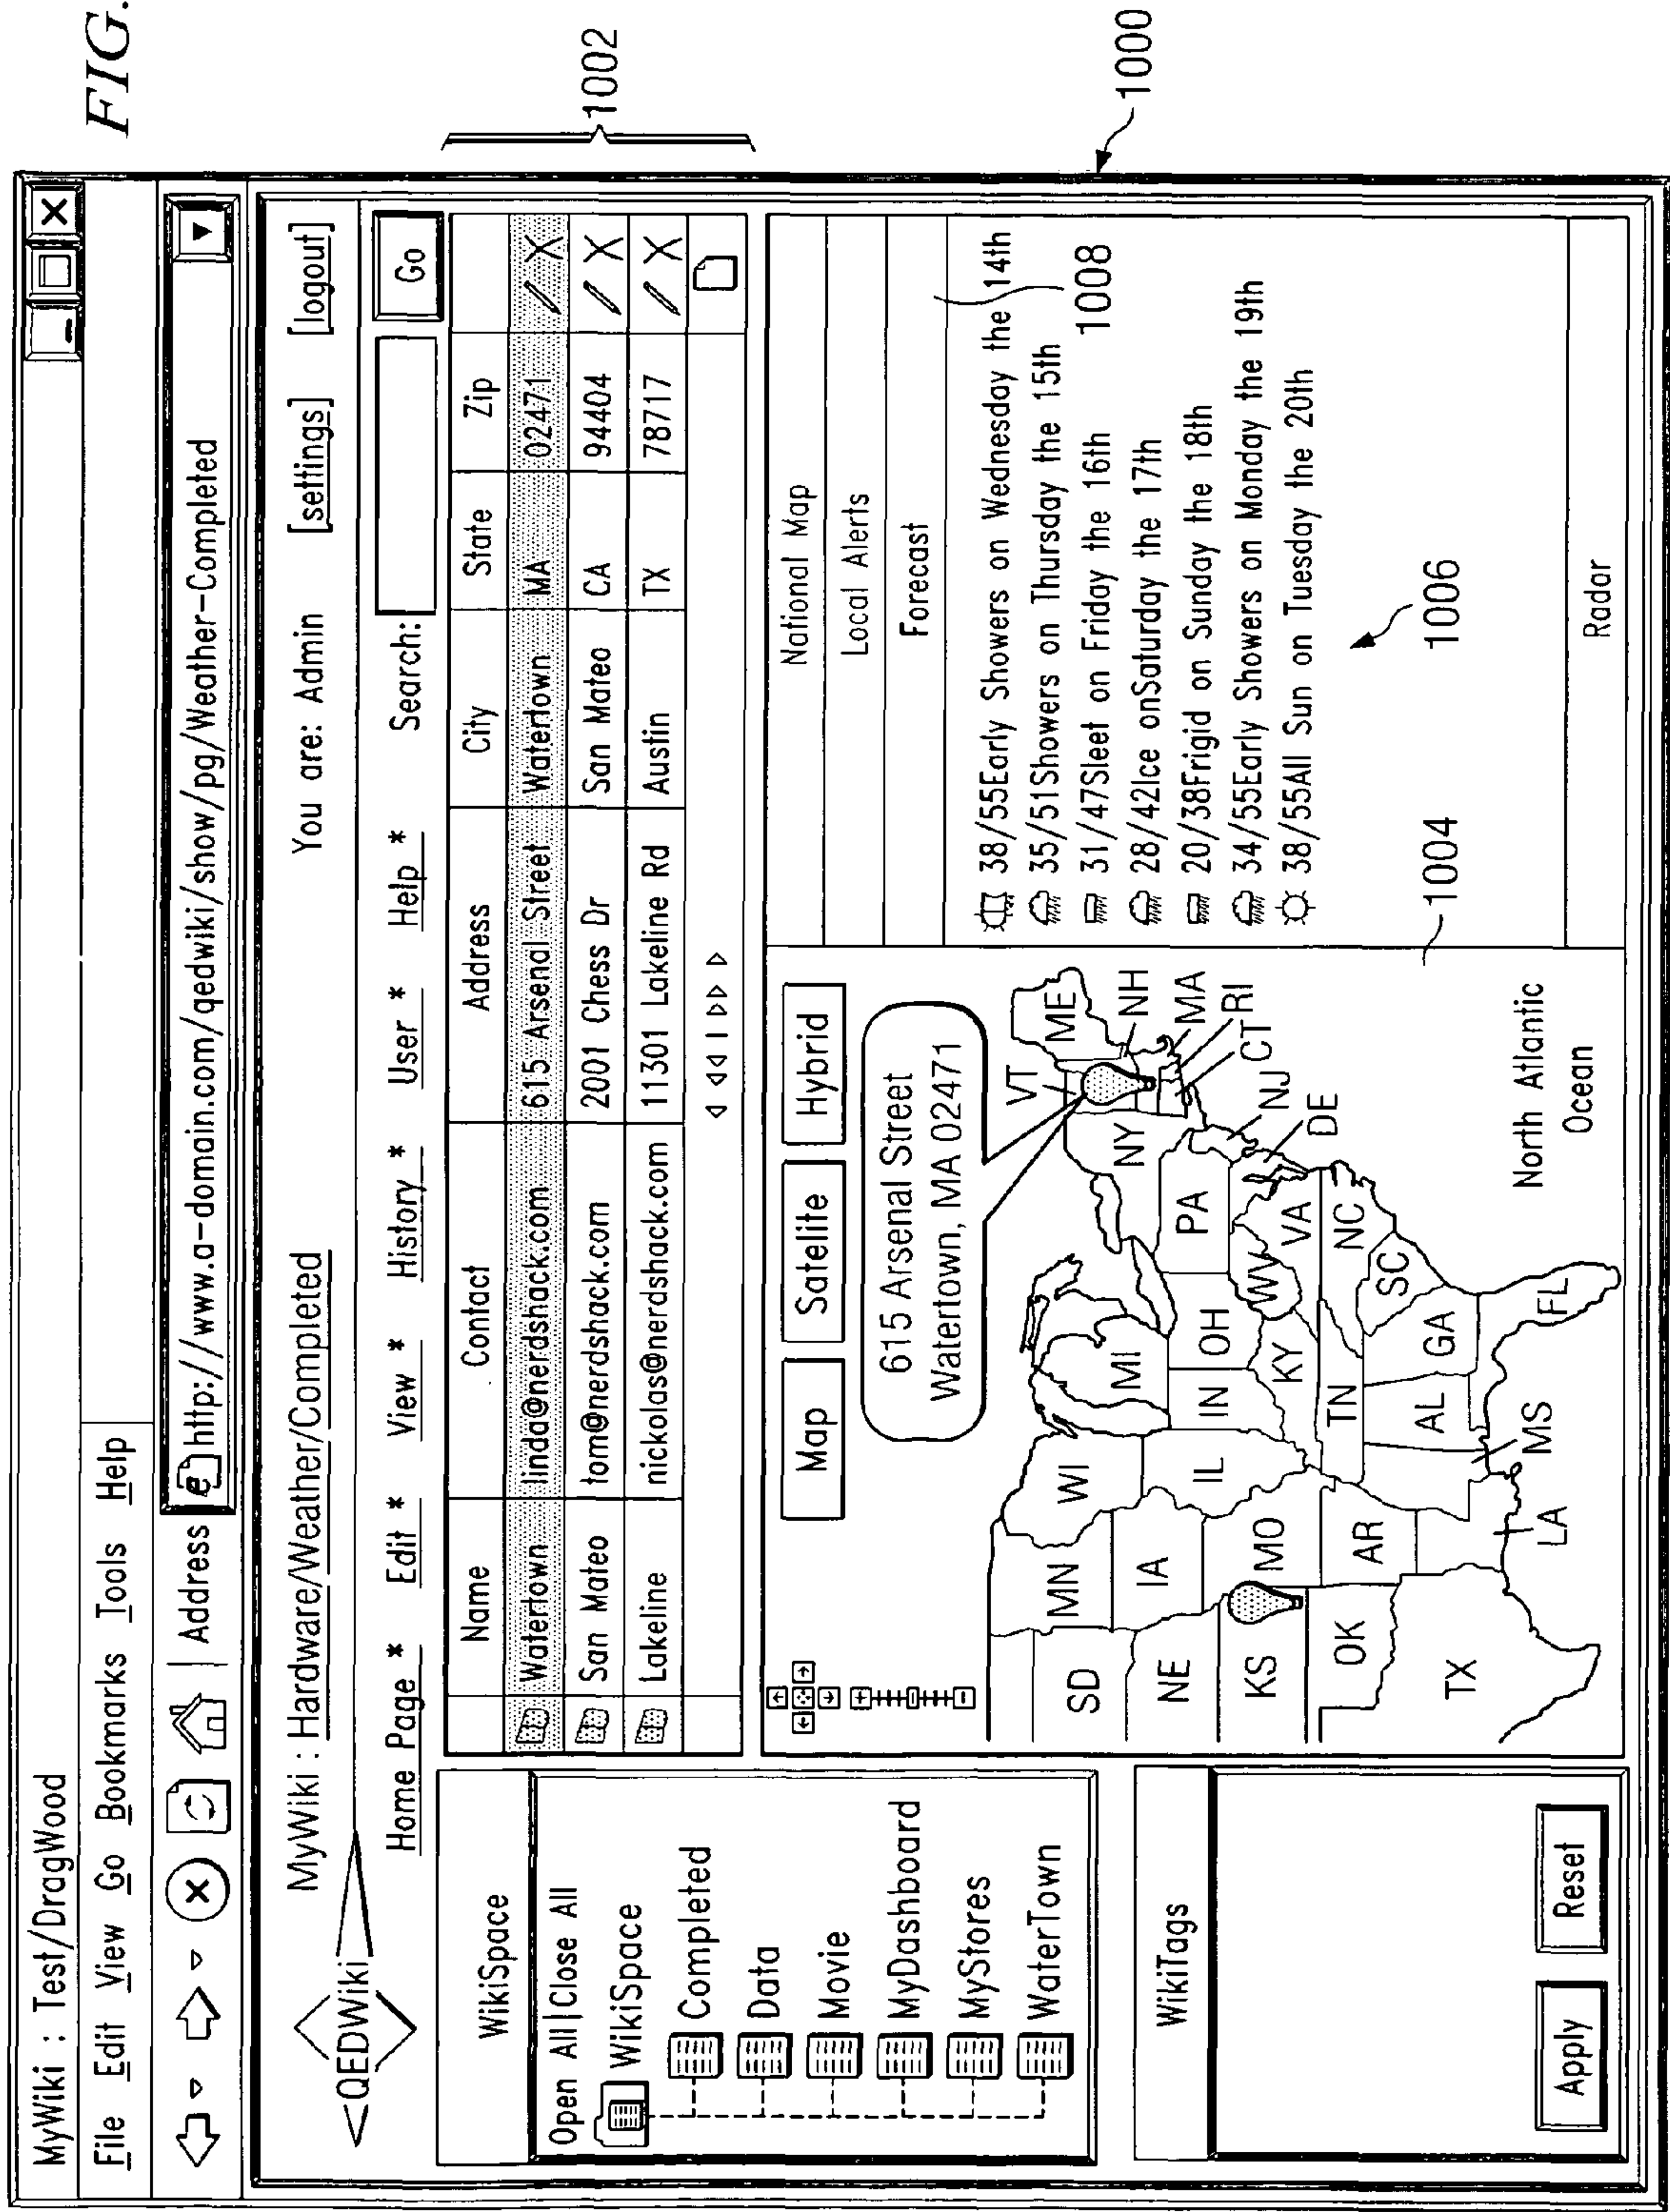 FIG.
MyWiki : Test/DragWood
File Edit View Go Bookmarks Tools Help
Address http://www.a-domain.com/qedwiki/show/pg/Weather-Completed
MyWiki : Hardware/Weather/Completed You are: Admin [settings] [logout]
QEDWiki
Home Page * Edit * View * History * User * Help * Search: Go
WikiSpace
Open All|Close All
WikiSpace
Completed
Data
Movie
MyDashboard
MyStores
WaterTown
WikiTags
Apply Reset
Name Contact Address City State Zip
Watertown linda@nerdshack.com 615 Arsenal Street Watertown MA 02471
San Mateo tom@nerdshack.com 2001 Chess Dr San Mateo CA 94404
Lakeline nickolas@nerdshack.com 11301 Lakeline Rd Austin TX 78717
1002
1000
Map Satelite Hybrid
615 Arsenal Street
Watertown, MA 02471
SD
NE
KS
OK
TX
MN
IA
MO
AR
LA
WI
IL
MI
IN
OH
KY
TN
MS
AL
GA
FL
SC
NC
VA
WV
PA
NY
VT
ME
NH
MA
RI
CT
NJ
DE
North Atlantic
Ocean
1004
National Map
Local Alerts
Forecast
1008
38/55Early Showers on Wednesday the 14th
35/51Showers on Thursday the 15th
31/47Sleet on Friday the 16th
28/42Ice onSaturday the 17th
20/38Frigid on Sunday the 18th
34/55Early Showers on Monday the 19th
38/55All Sun on Tuesday the 20th
1006
Radar